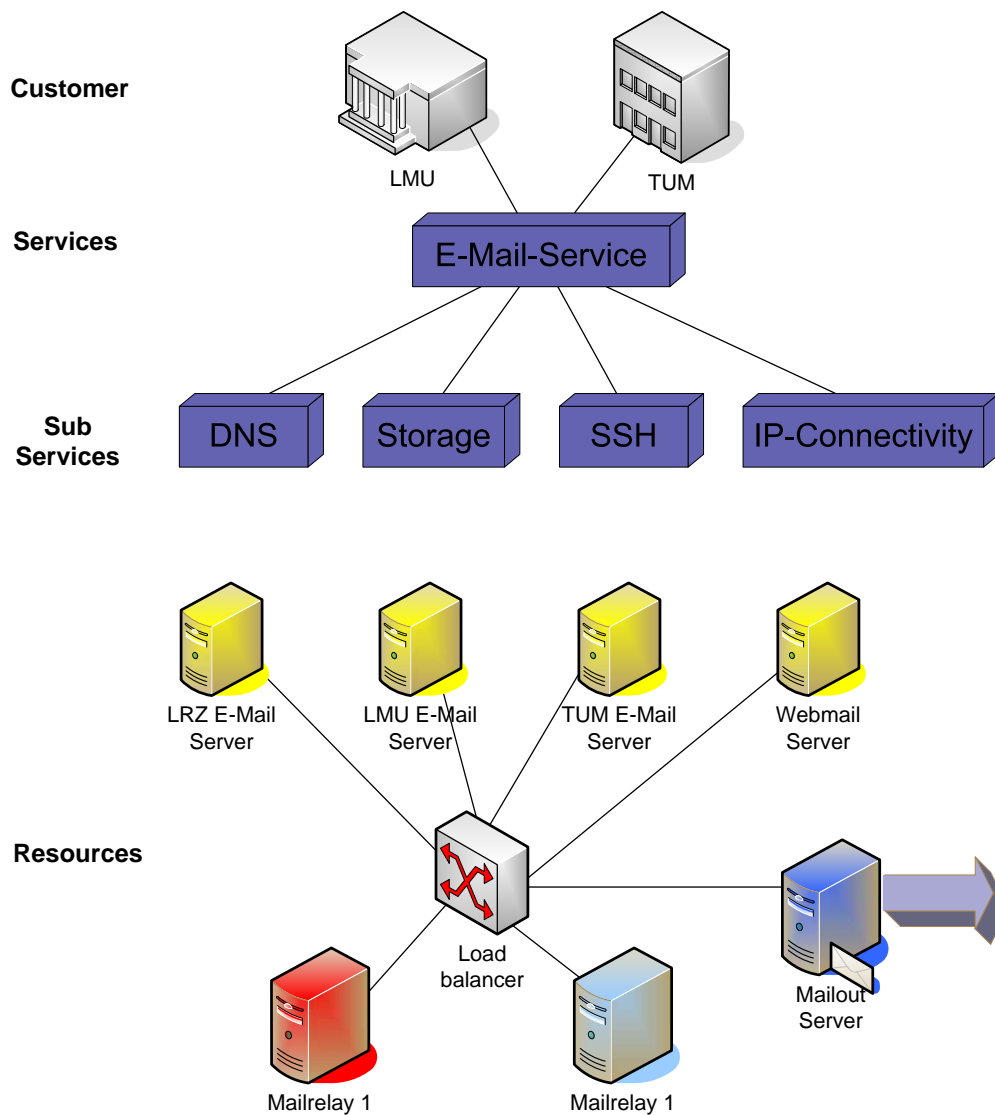 Customer
LMU
TUM
Services
E-Mail-Service
Sub
Services
DNS
Storage
SSH
IP-Connectivity
LRZ E-Mail
Server
LMU E-Mail
Server
TUM E-Mail
Server
Webmail
Server
Resources
Load
balancer
Mailout
Server
Mailrelay 1
Mailrelay 1